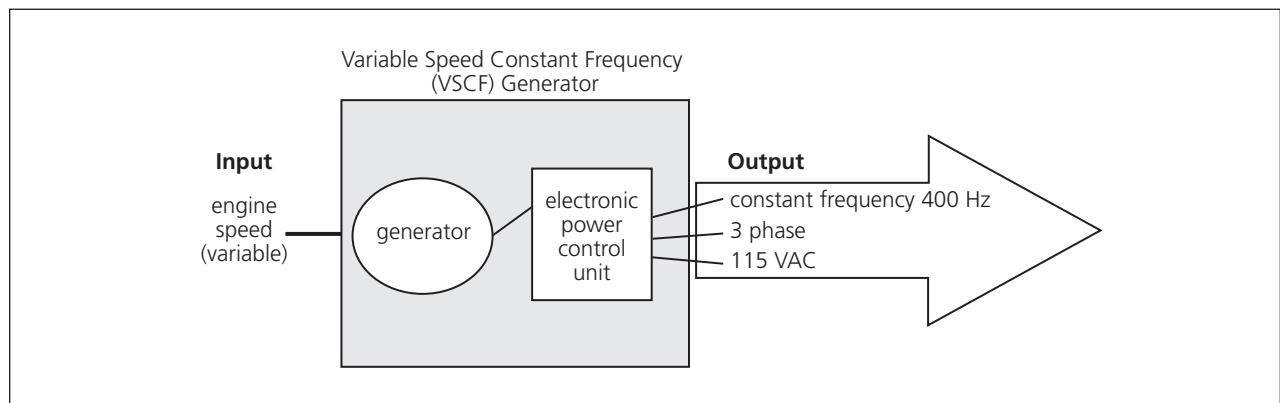 Variable Speed Constant Frequency
(VSCF) Generator
Input
engine
speed
(variable)
generator
electronic
power
control
unit
Output
constant frequency 400 Hz
3 phase
115 VAC